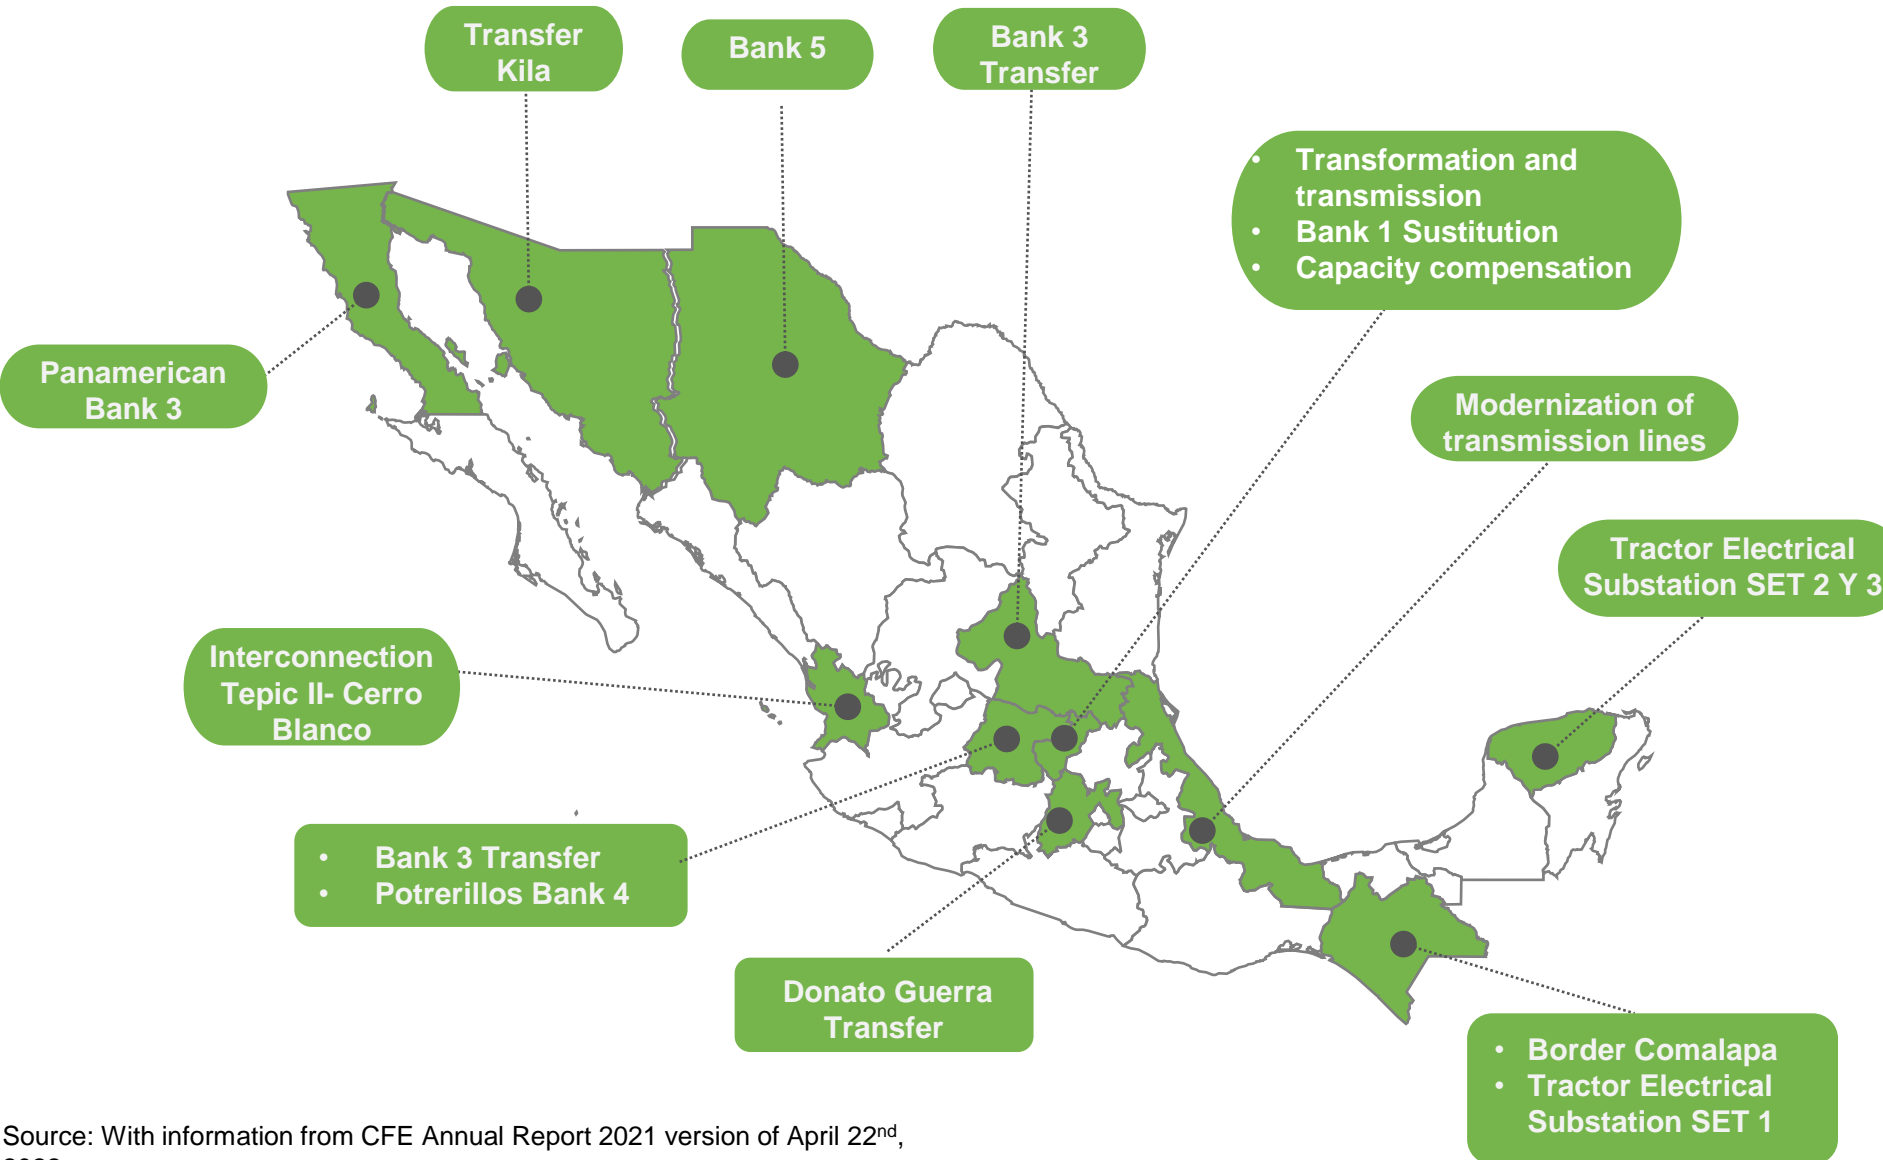 Transfer
Kila
Bank 5
Bank 3
Transfer
• Transformation and
transmission
• Bank 1 Sustitution
• Capacity compensation
Panamerican
Bank 3
Modernization of
transmission lines
Tractor Electrical
Substation SET 2 Y 3
Interconnection
Tepic II- Cerro
Blanco
• Bank 3 Transfer
• Potrerillos Bank 4
Donato Guerra
Transfer
• Border Comalapa
• Tractor Electrical
Substation SET 1
Source: With information from CFE Annual Report 2021 version of April 22nd,